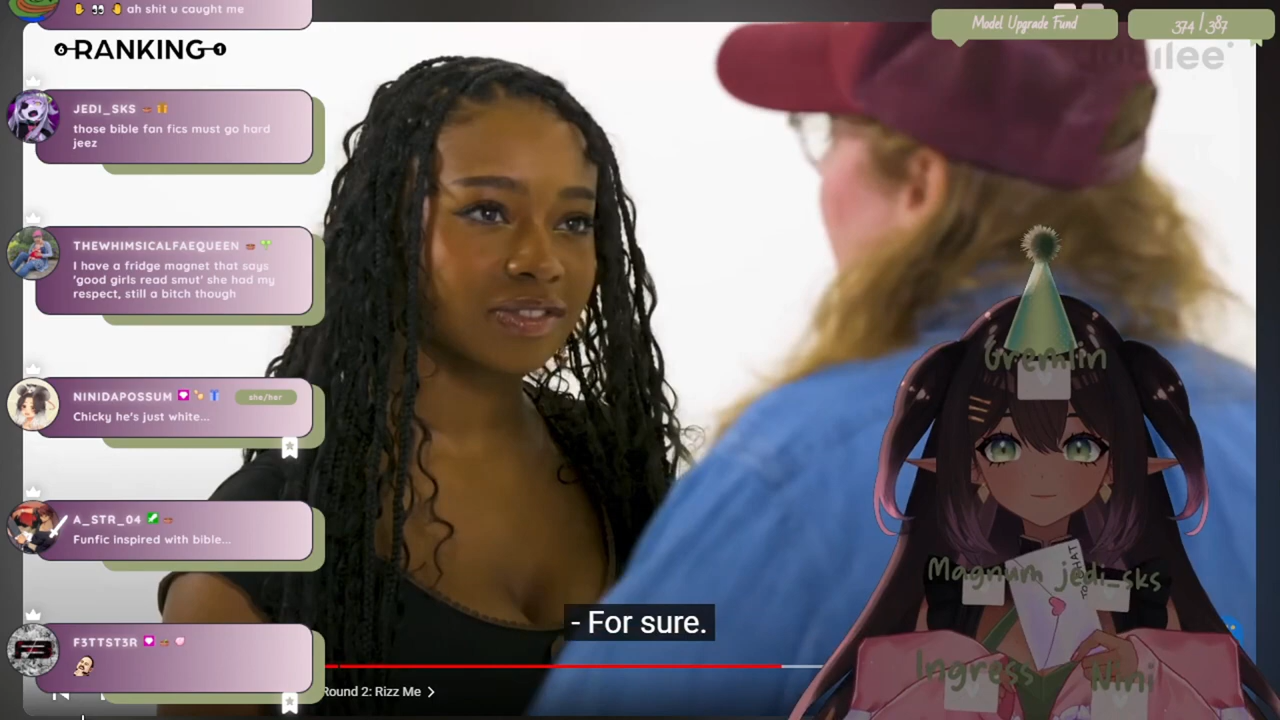 ah shit u caught me
6 RANKING 1
Model Upgrade Fund
374 / 387
jubilee
JEDI_SKS
those bible fan fics must go hard
jeez
THEWHIMSICALFAEQUEEN
I have a fridge magnet that says
'good girls read smut' she had my
respect, still a bitch though
NINIDAPOSSUM
she/her
Chicky he's just white...
A_STR_04
Funfic inspired with bible...
F3TTST3R
Gremlin
Magnum
jedi_sks
Ingress
Nini
- For sure.
Round 2: Rizz Me